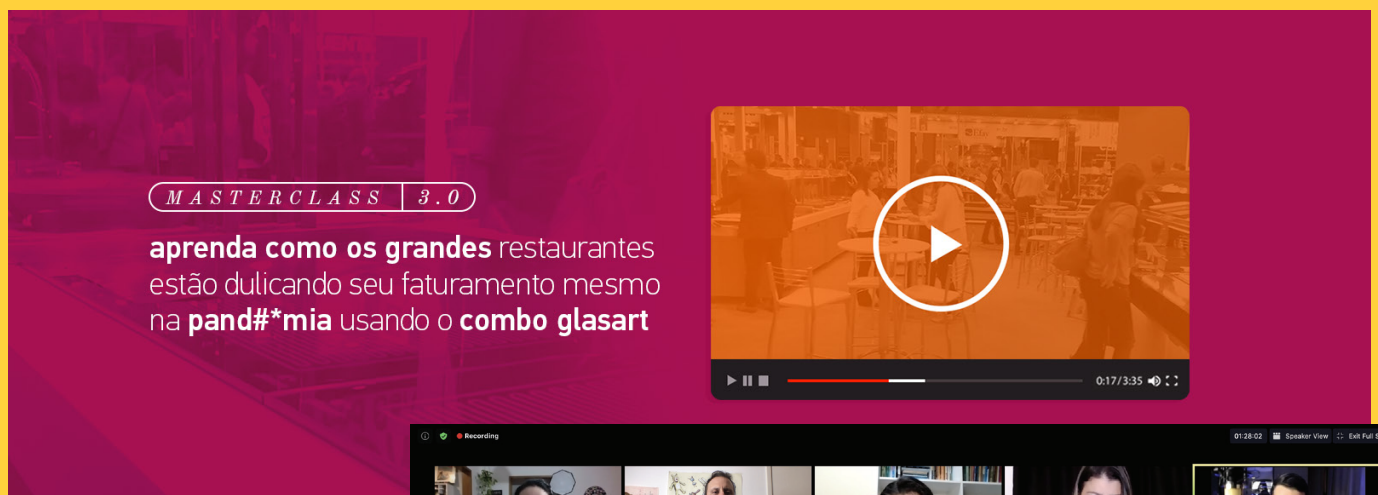 MASTERCLASS 3.0
aprenda como os grandes restaurantes
estão dulicando seu faturamento mesmo
na pand#*mia usando o combo glasart
0:17/3:35
Recording
01:28:02 Speaker View Exit Full S